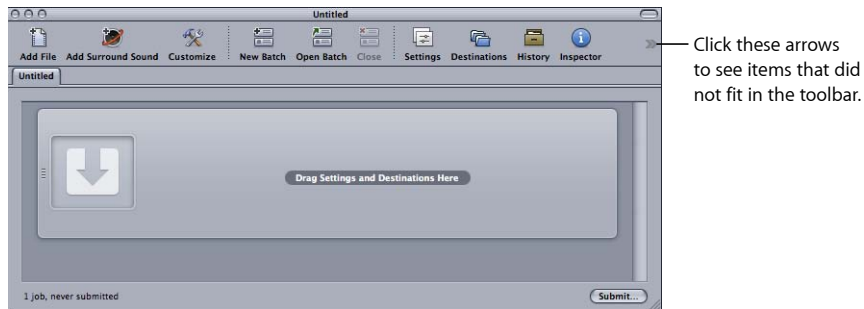 Untitled
Add File Add Surround Sound Customize New Batch Open Batch Close Settings Destinations History Inspector
Click these arrows
to see items that did
not fit in the toolbar.
Untitled
Drag Settings and Destinations Here
1 job, never submitted
Submit...